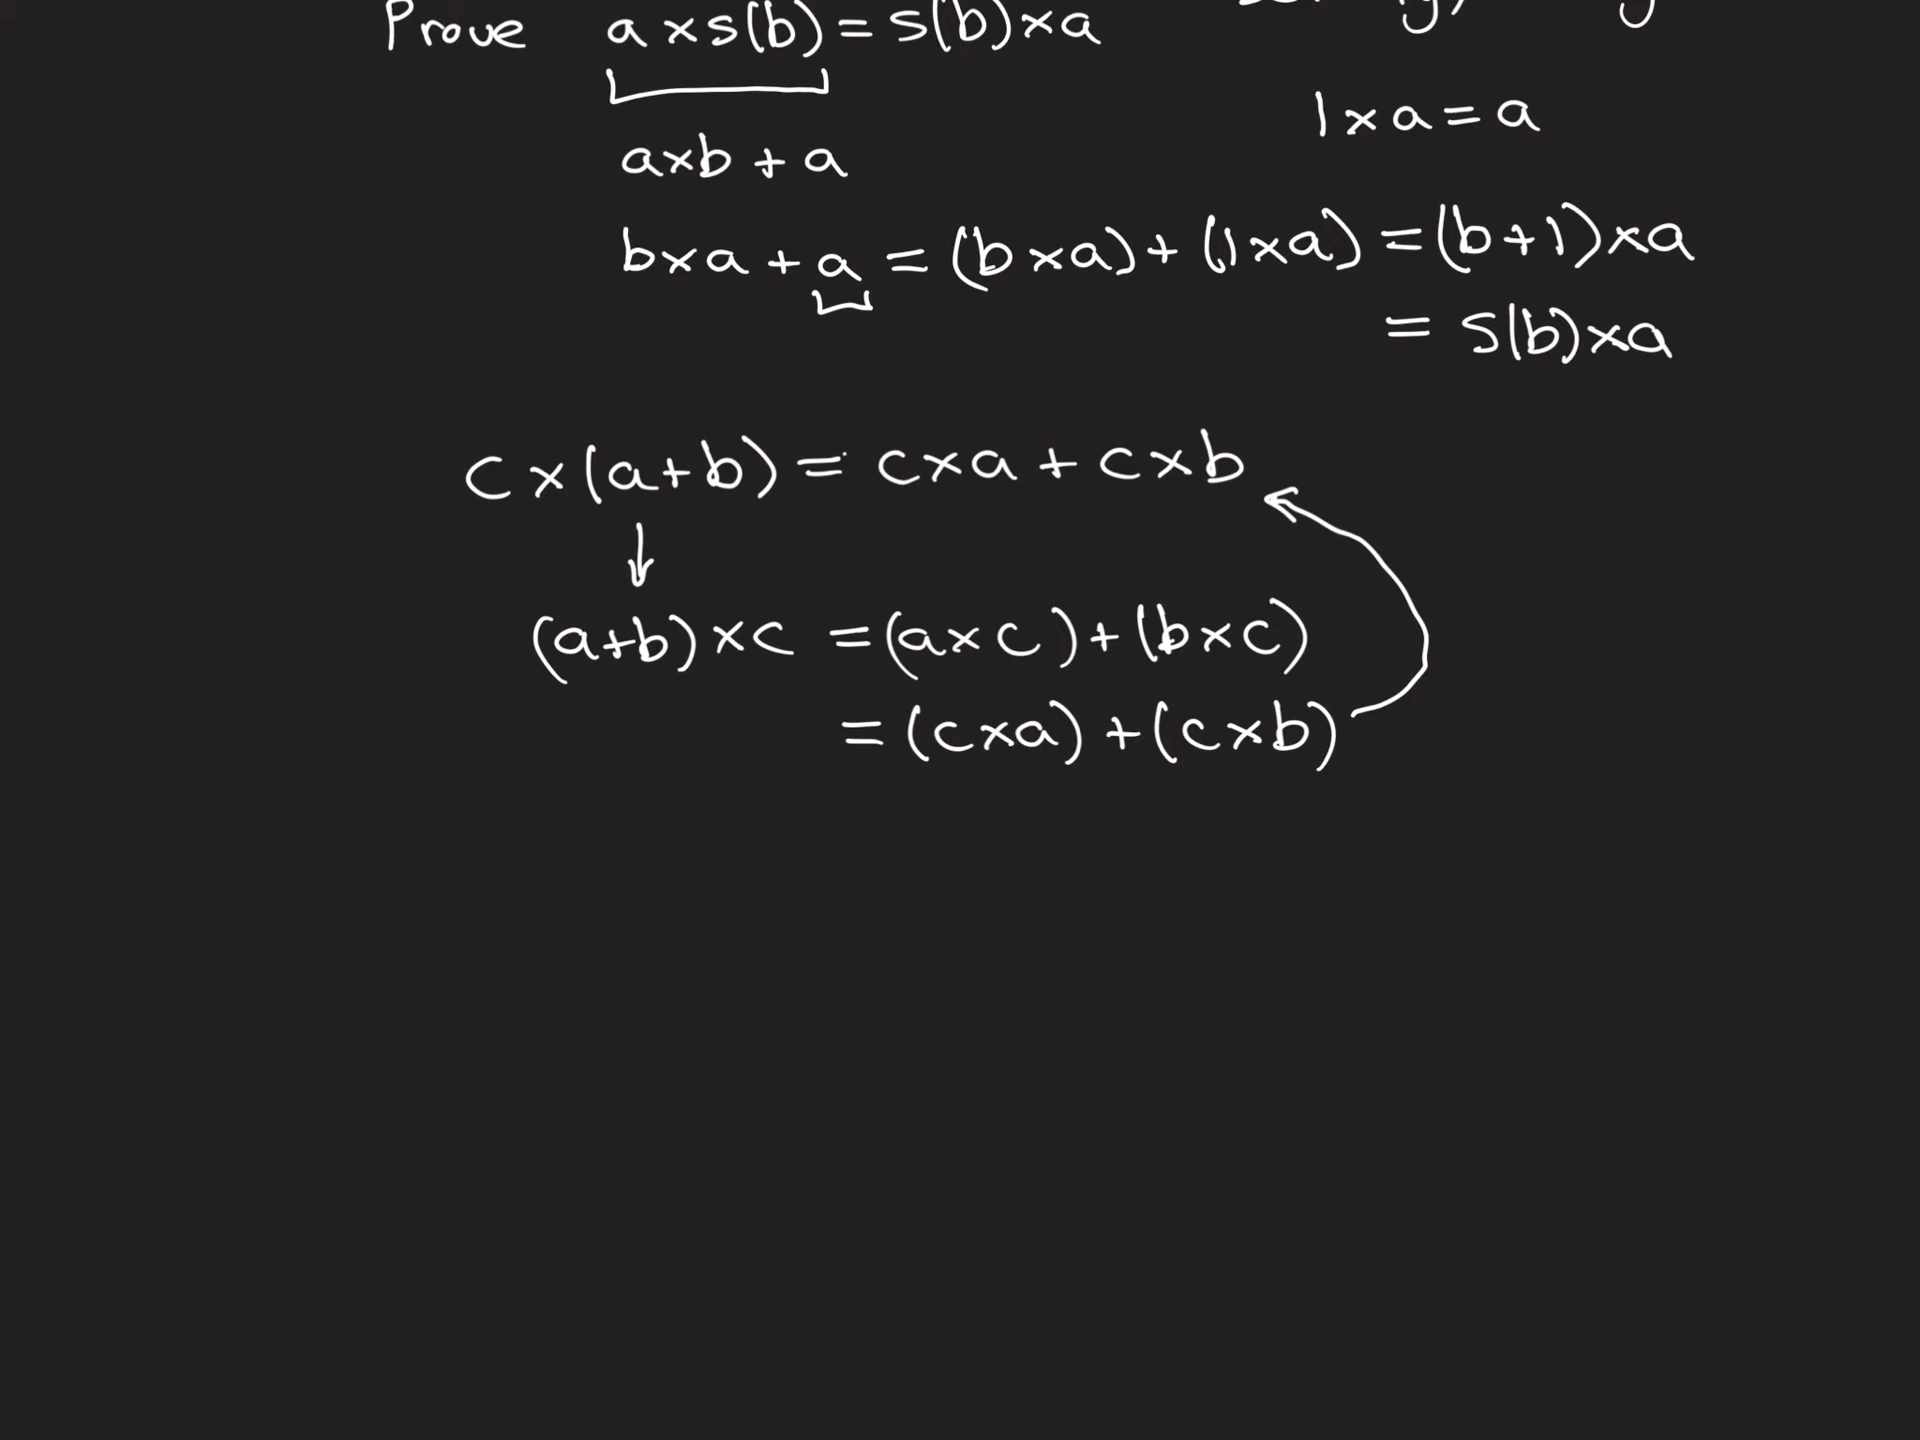 Prove a × s(b) = s(b) × a
1 × a = a
a×b + a
b×a + a = (b×a) + (1×a) = (b+1)×a
= s(b)×a
c×(a+b) = c×a + c×b
(a+b)×c = (a×c) + (b×c)
= (c×a) + (c×b)